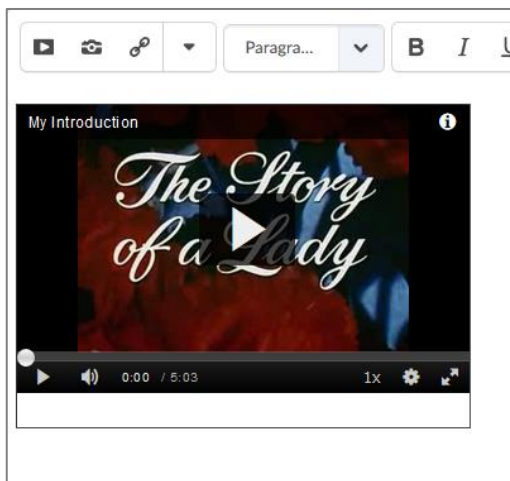 Paragra... B I U
My Introduction
The Story
of a Lady
0:00 / 5:03 1x